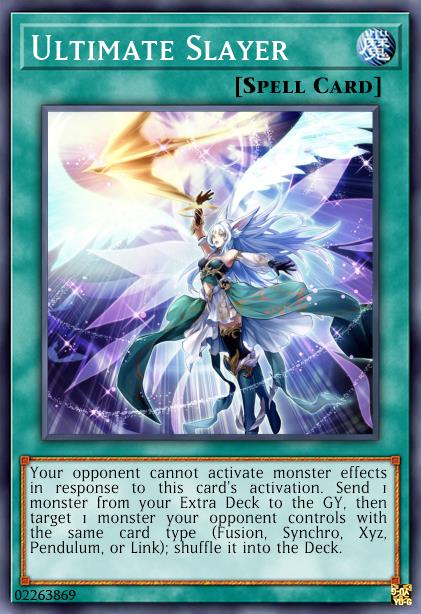 ULTIMATE SLAYER
魔
[SPELL CARD]
Your opponent cannot activate monster effects
in response to this card's activation. Send 1
monster from your Extra Deck to the GY, then
target 1 monster your opponent controls with
the same card type (Fusion, Synchro, Xyz,
Pendulum, or Link); shuffle it into the Deck.
02263869